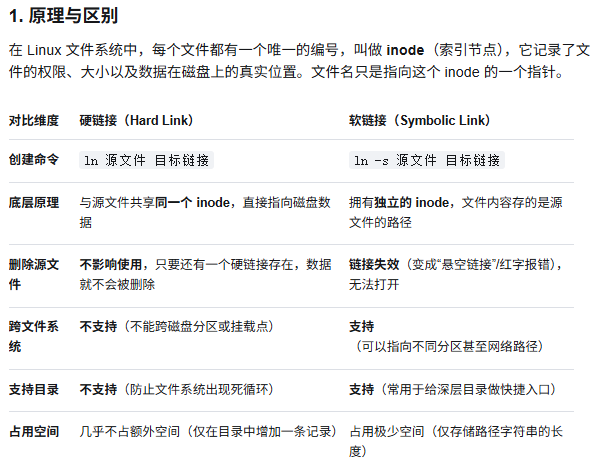 1. 原理与区别
在 Linux 文件系统中，每个文件都有一个唯一的编号，叫做 inode（索引节点），它记录了文
件的权限、大小以及数据在磁盘上的真实位置。文件名只是指向这个 inode 的一个指针。
对比维度 硬链接（Hard Link） 软链接（Symbolic Link）
创建命令 ln 源文件 目标链接 ln -s 源文件 目标链接
底层原理 与源文件共享同一个 inode，直接指向磁盘数 拥有独立的 inode，文件内容存的是源
据 文件的路径
删除源文 不影响使用，只要还有一个硬链接存在，数据 链接失效（变成“悬空链接”/红字报错），
件 就不会被删除 无法打开
跨文件系 不支持（不能跨磁盘分区或挂载点） 支持
统 （可以指向不同分区甚至网络路径）
支持目录 不支持（防止文件系统出现死循环） 支持（常用于给深层目录做快捷入口）
占用空间 几乎不占额外空间（仅在目录中增加一条记录） 占用极少空间（仅存储路径字符串的长
度）